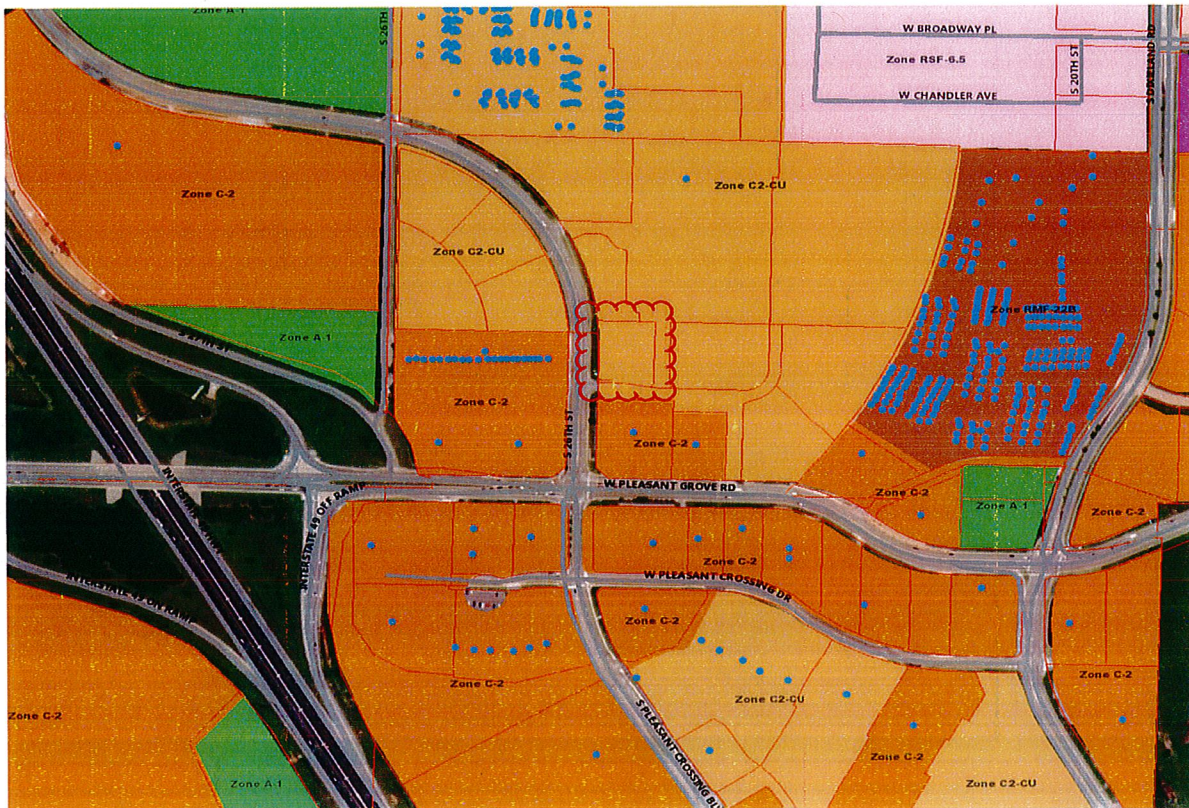 Zone A-1
S 26TH
W BROADWAY PL
Zone RSF-6.5
S 20TH ST
W CHANDLER AVE
Zone C-2
Zone C2-CU
Zone C2-CU
Zone RMF-22B
Zone A-1
Zone C-2
S 26TH ST
Zone C-2
W PLEASANT GROVE RD
Zone C-2
Zone A-1
Zone C-2
INTERSTATE 49 OFF RAMP
Zone C-2
W PLEASANT CROSSING DR
Zone C-2
Zone C-2
Zone C-2
Zone C2-CU
Zone C-2
S PLEASANT CROSSING
Zone C-2
Zone A-1
Zone C2-CU